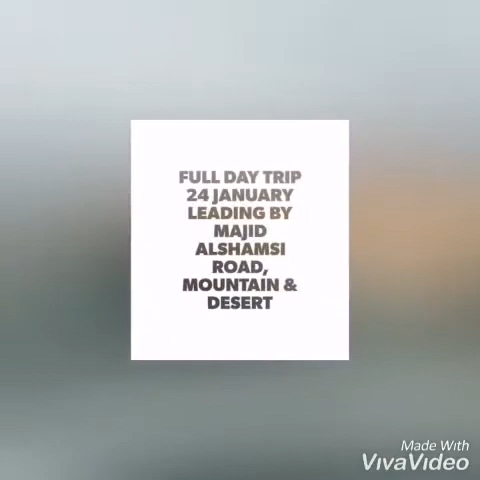 FULL DAY TRIP
24 JANUARY
LEADING BY
MAJID
ALSHAMSI
ROAD,
MOUNTAIN &
DESERT
Made With
VivaVideo